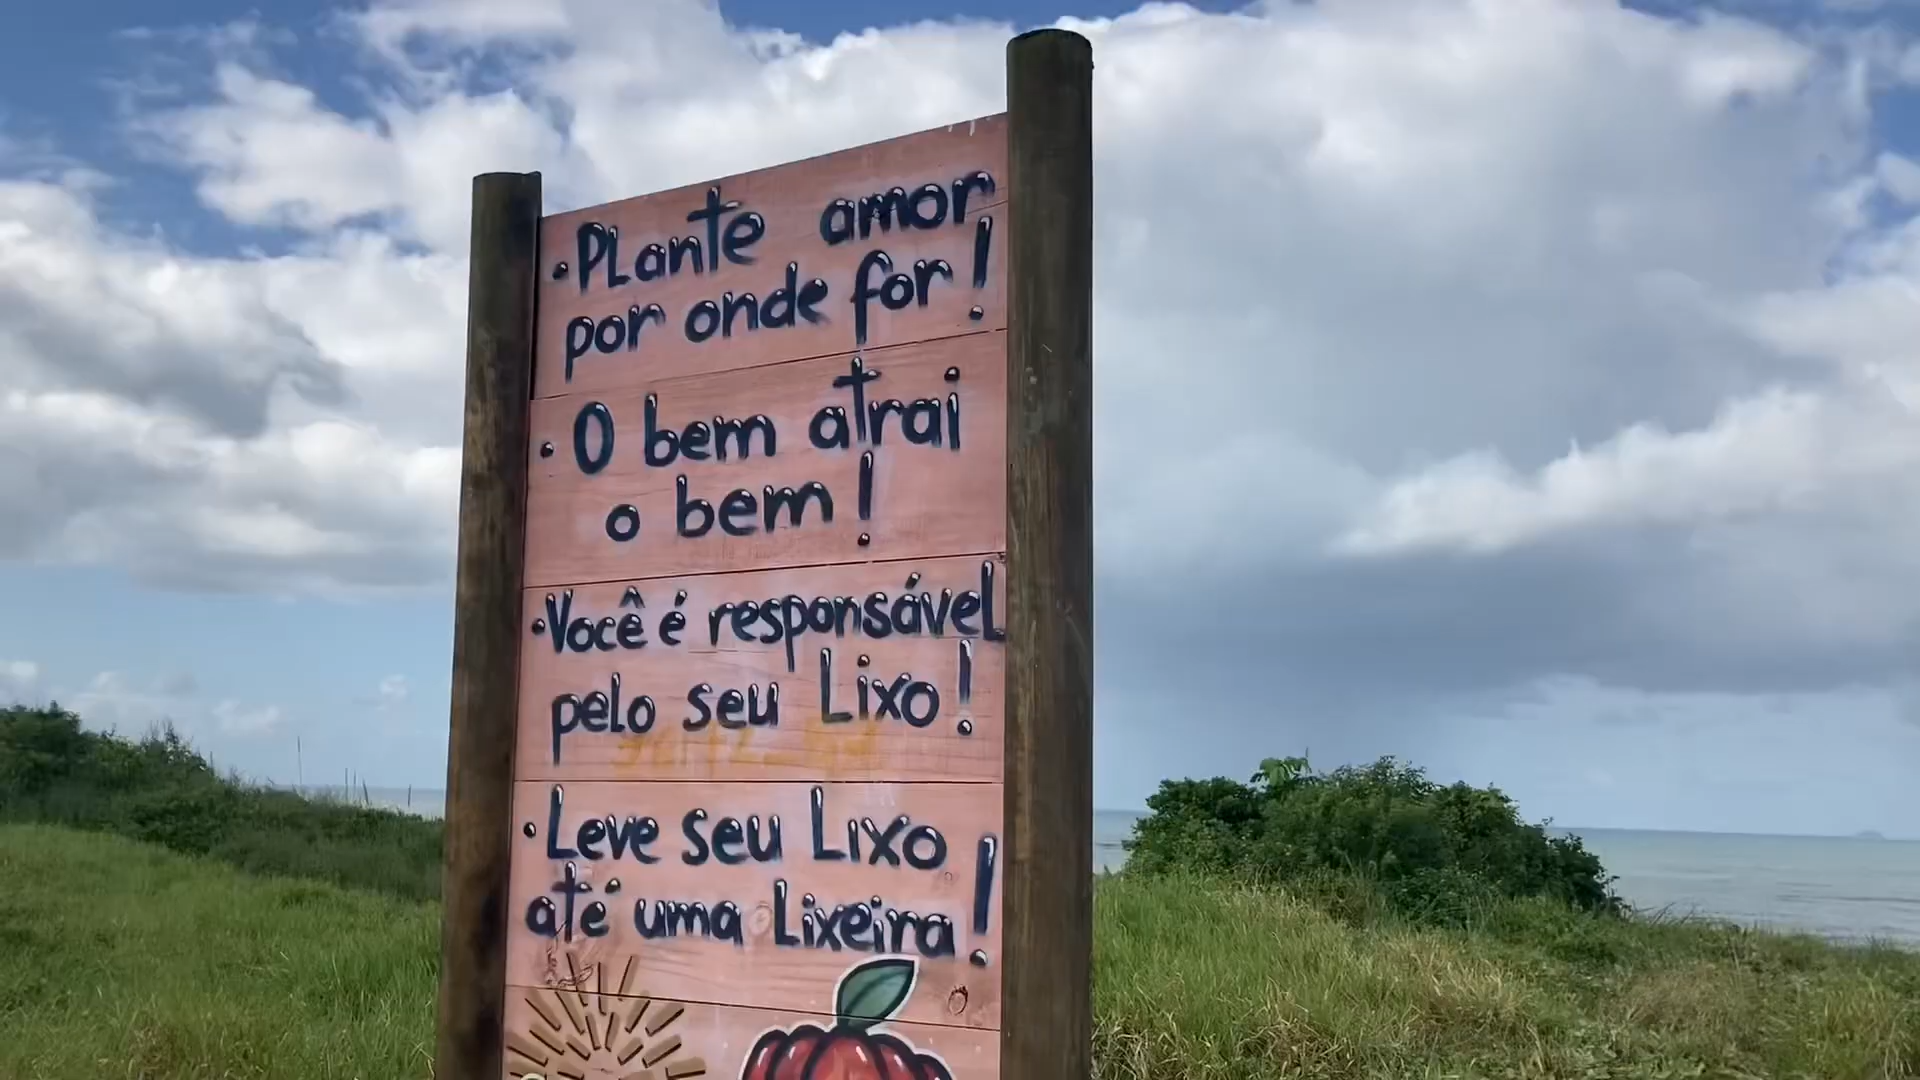 • PLante amor
por onde for!
• O bem atrai
o bem!
• Você é responsáveL
peLo seu Lixo!
• Leve seu Lixo
até uma Lixeira!